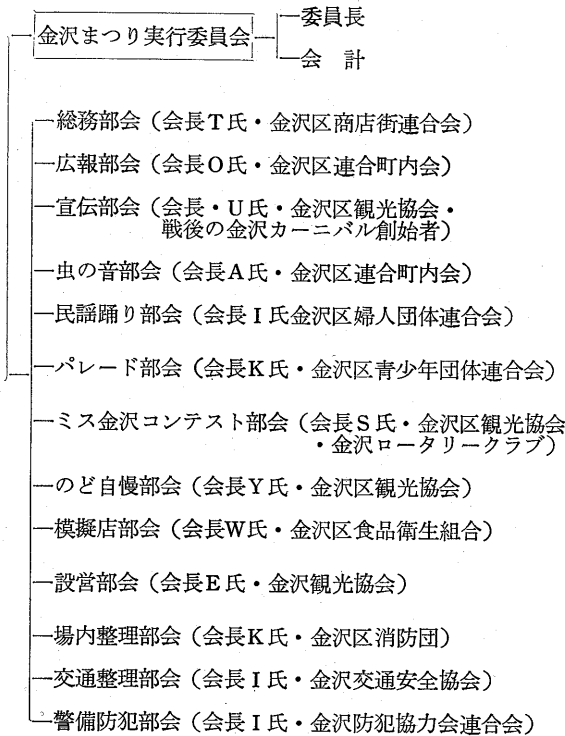 金沢まつり実行委員会
委員長
会計
総務部会(会長T氏・金沢区商店街連合会)
広報部会(会長O氏・金沢区連合町内会)
宣伝部会(会長・U氏・金沢区観光協会・
戦後の金沢カーニバル創始者)
虫の音部会(会長A氏・金沢区連合町内会)
民謡踊り部会(会長I氏金沢区婦人団体連合会)
パレード部会(会長K氏・金沢区青少年団体連合会)
ミス金沢コンテスト部会(会長S氏・金沢区観光協会
・金沢ロータリークラブ)
のど自慢部会(会長Y氏・金沢区観光協会)
模擬店部会(会長W氏・金沢区食品衛生組合)
設営部会(会長E氏・金沢観光協会)
場内整理部会(会長K氏・金沢区消防団)
交通整理部会(会長I氏・金沢交通安全協会)
警備防犯部会(会長I氏・金沢防犯協力会連合会)